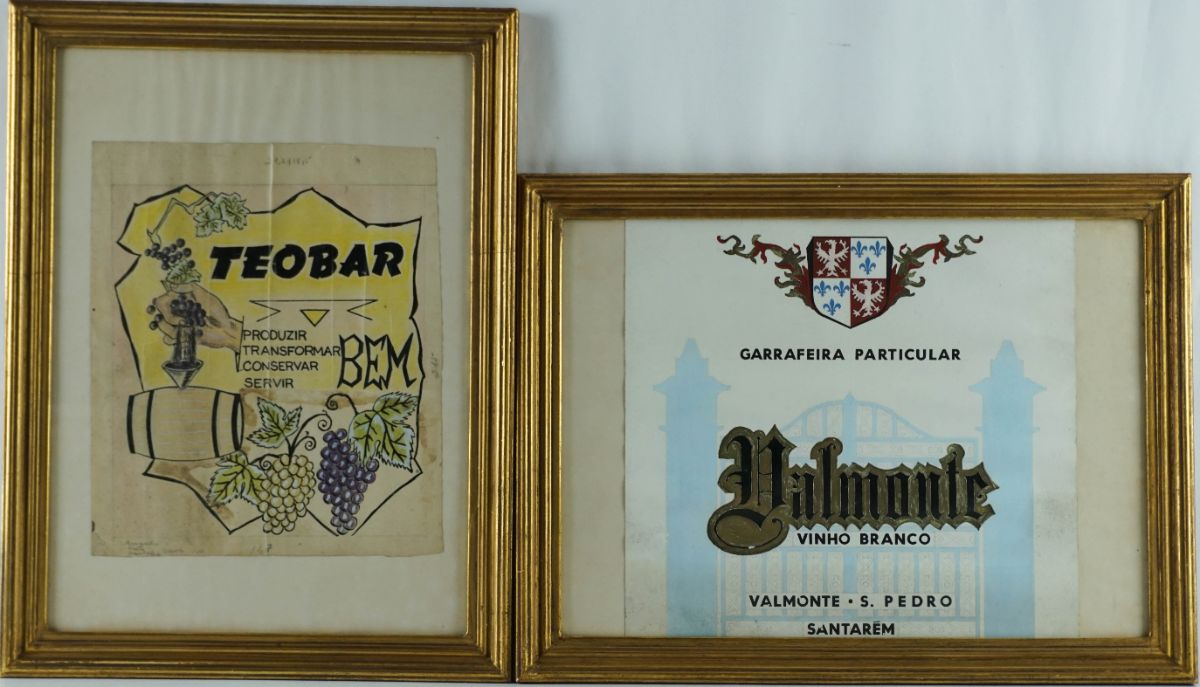 TEOBAR
PRODUZIR
TRANSFORMAR
CONSERVAR
SERVIR
BEM
GARRAFEIRA PARTICULAR
Valmonte
VINHO BRANCO
VALMONTE · S. PEDRO
SANTARÉM